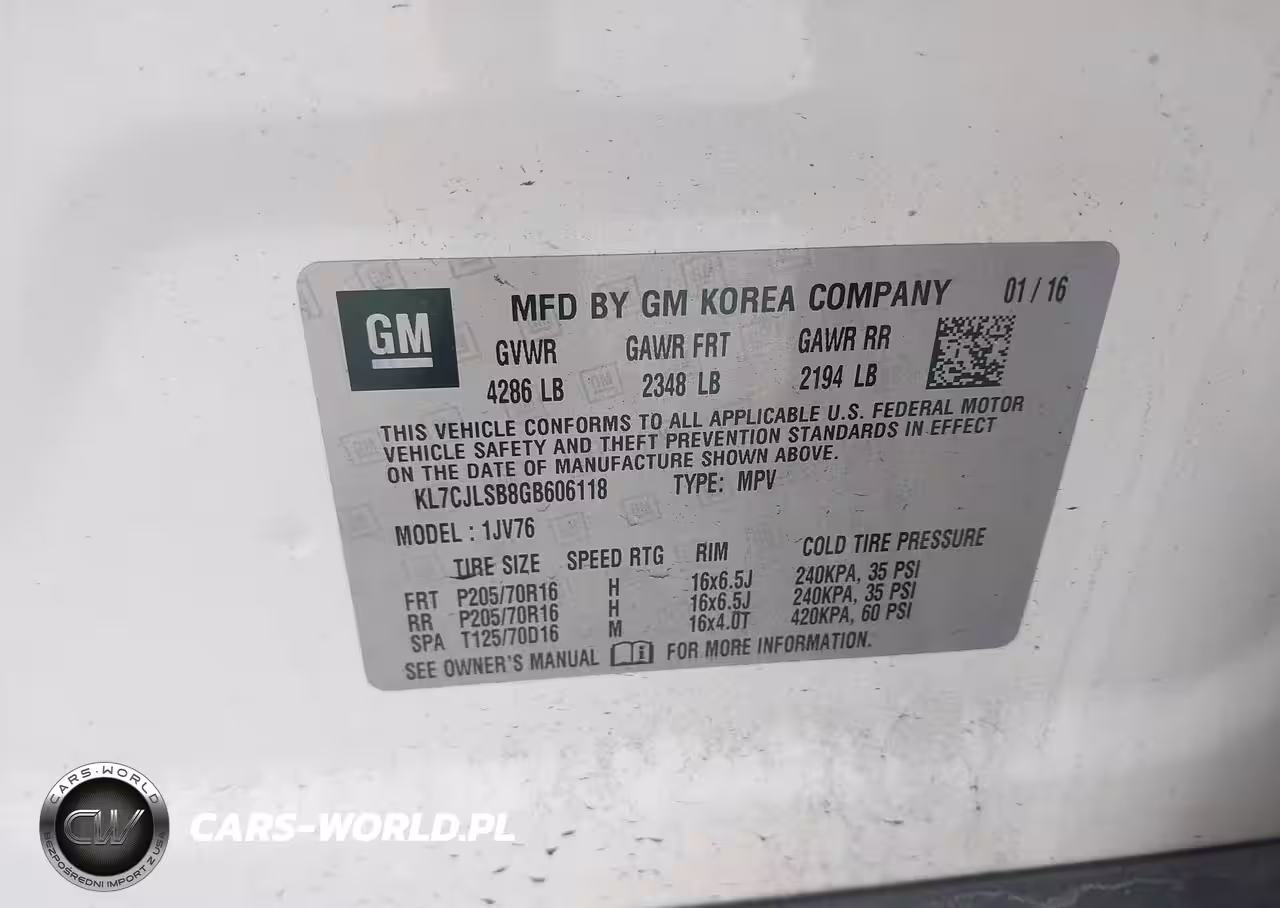 GM
MFD BY GM KOREA COMPANY 01/16
GVWR GAWR FRT GAWR RR
4286 LB 2348 LB 2194 LB
THIS VEHICLE CONFORMS TO ALL APPLICABLE U.S. FEDERAL MOTOR
VEHICLE SAFETY AND THEFT PREVENTION STANDARDS IN EFFECT
ON THE DATE OF MANUFACTURE SHOWN ABOVE.
KL7CJLSB8GB606118 TYPE: MPV
MODEL : 1JV76
TIRE SIZE SPEED RTG RIM COLD TIRE PRESSURE
FRT P205/70R16 H 16x6.5J 240KPA, 35 PSI
RR P205/70R16 H 16x6.5J 240KPA, 35 PSI
SPA T125/70D16 M 16x4.0T 420KPA, 60 PSI
SEE OWNER'S MANUAL i FOR MORE INFORMATION.
CARS-WORLD
CW
BEZPOŚREDNI IMPORT Z USA
CARS-WORLD.PL